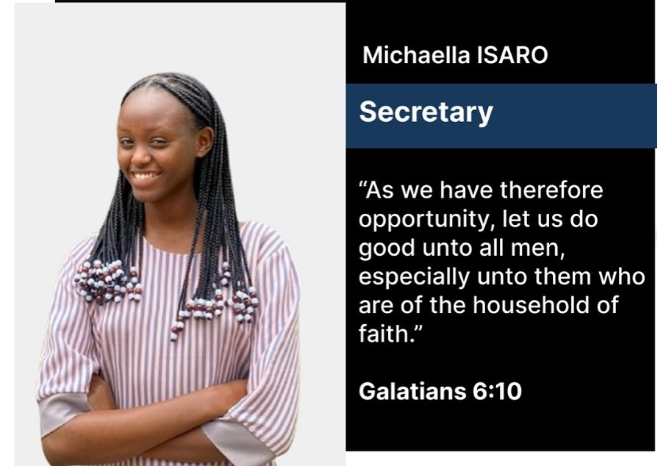 Michaella ISARO
Secretary
“As we have therefore
opportunity, let us do
good unto all men,
especially unto them who
are of the household of
faith.”
Galatians 6:10